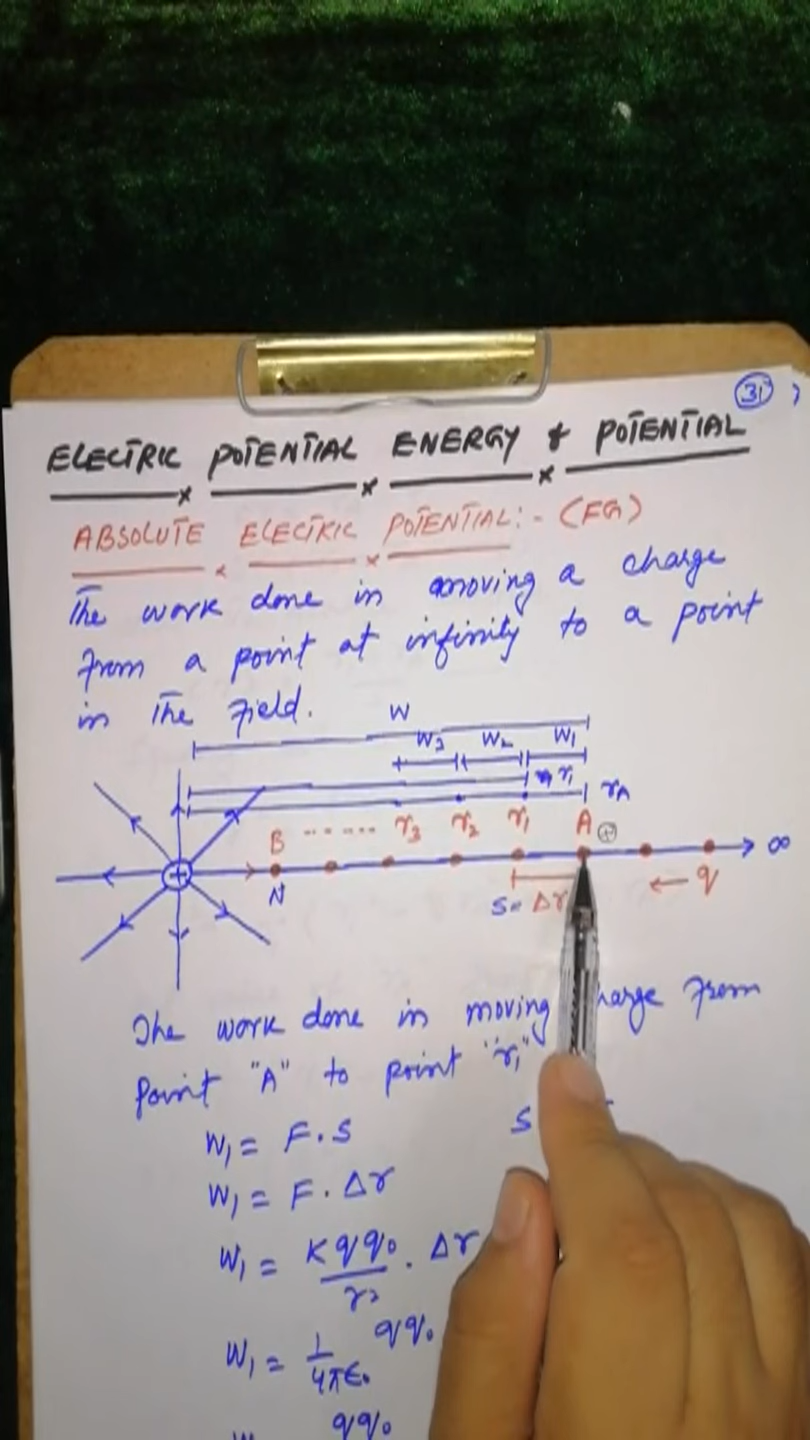 31
ELECTRIC POTENTIAL ENERGY & POTENTIAL
ABSOLUTE ELECTRIC POTENTIAL:-
The work done in moving a charge
from a point at infinity to a point
in The Field.
W
W3 W2 W1
r1
rA
B ...... r3 r2 r1 A +
+ ∞
N S = Δr ← q
The work done in moving from
Point "A" to point "r1"
W1 = F.S S
W1 = F.Δr
W1 = Kqq0/r² . Δr
W1 = 1/4πε0 qq0
qq0